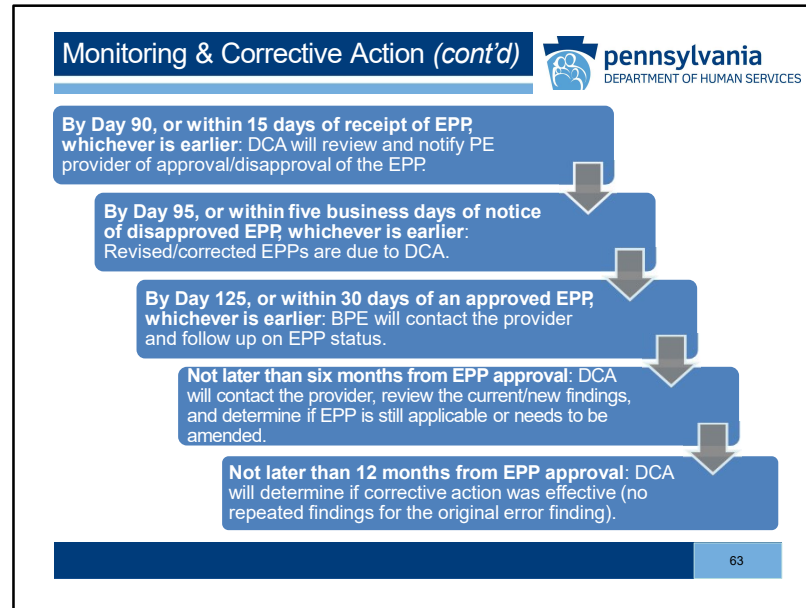 Monitoring & Corrective Action (cont’d)
pennsylvania
DEPARTMENT OF HUMAN SERVICES
By Day 90, or within 15 days of receipt of EPP,
whichever is earlier: DCA will review and notify PE
provider of approval/disapproval of the EPP.
By Day 95, or within five business days of notice
of disapproved EPP, whichever is earlier:
Revised/corrected EPPs are due to DCA.
By Day 125, or within 30 days of an approved EPP,
whichever is earlier: BPE will contact the provider
and follow up on EPP status.
Not later than six months from EPP approval: DCA
will contact the provider, review the current/new findings,
and determine if EPP is still applicable or needs to be
amended.
Not later than 12 months from EPP approval: DCA
will determine if corrective action was effective (no
repeated findings for the original error finding).
63